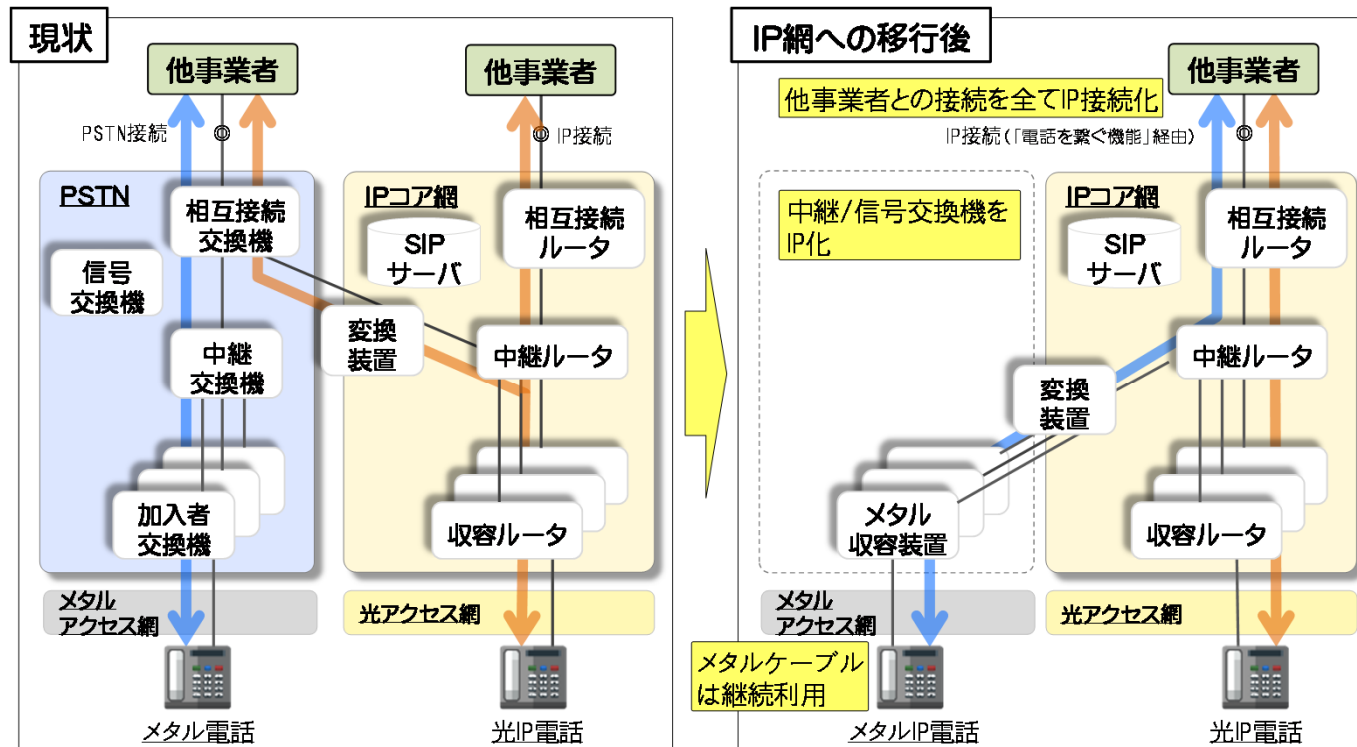 現状
他事業者
他事業者
PSTN接続
IP接続
PSTN
相互接続
交換機
信号
交換機
中継
交換機
加入者
交換機
変換
装置
IPコア網
SIP
サーバ
相互接続
ルータ
中継ルータ
収容ルータ
メタル
アクセス網
光アクセス網
メタル電話
光IP電話
IP網への移行後
他事業者
他事業者との接続を全てIP接続化
IP接続(「電話を繋ぐ機能」経由)
中継/信号交換機を
IP化
IPコア網
SIP
サーバ
相互接続
ルータ
中継ルータ
変換
装置
メタル
収容装置
収容ルータ
メタル
アクセス網
光アクセス網
メタルケーブル
は継続利用
メタルIP電話
光IP電話